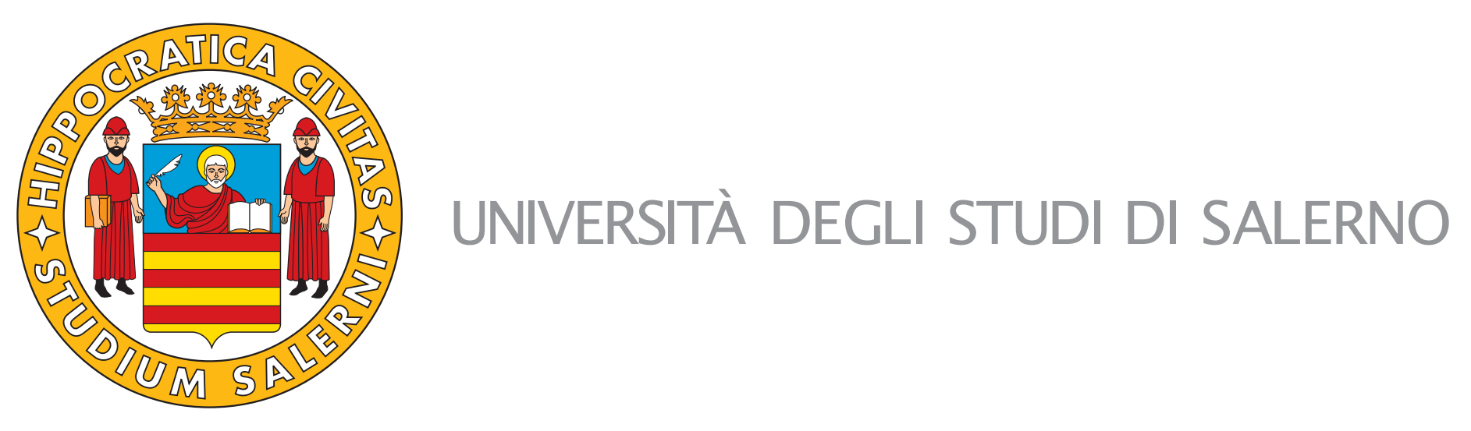 HIPPOCRATICA CIVITAS
STUDIUM SALERNI
UNIVERSITÀ DEGLI STUDI DI SALERNO